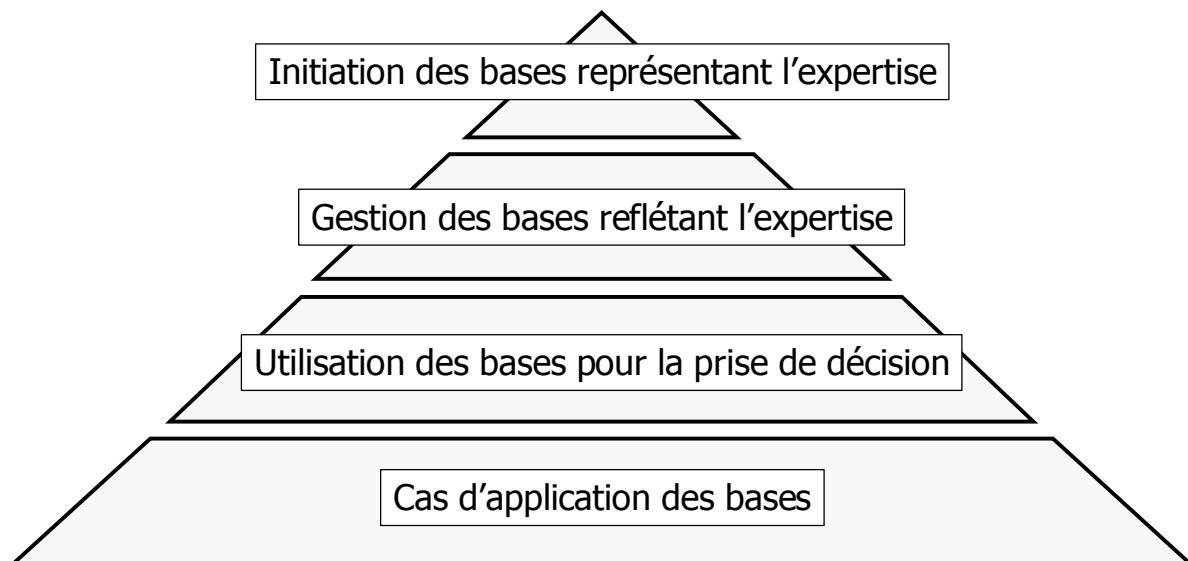 Initiation des bases représentant l’expertise
Gestion des bases reflétant l’expertise
Utilisation des bases pour la prise de décision
Cas d’application des bases